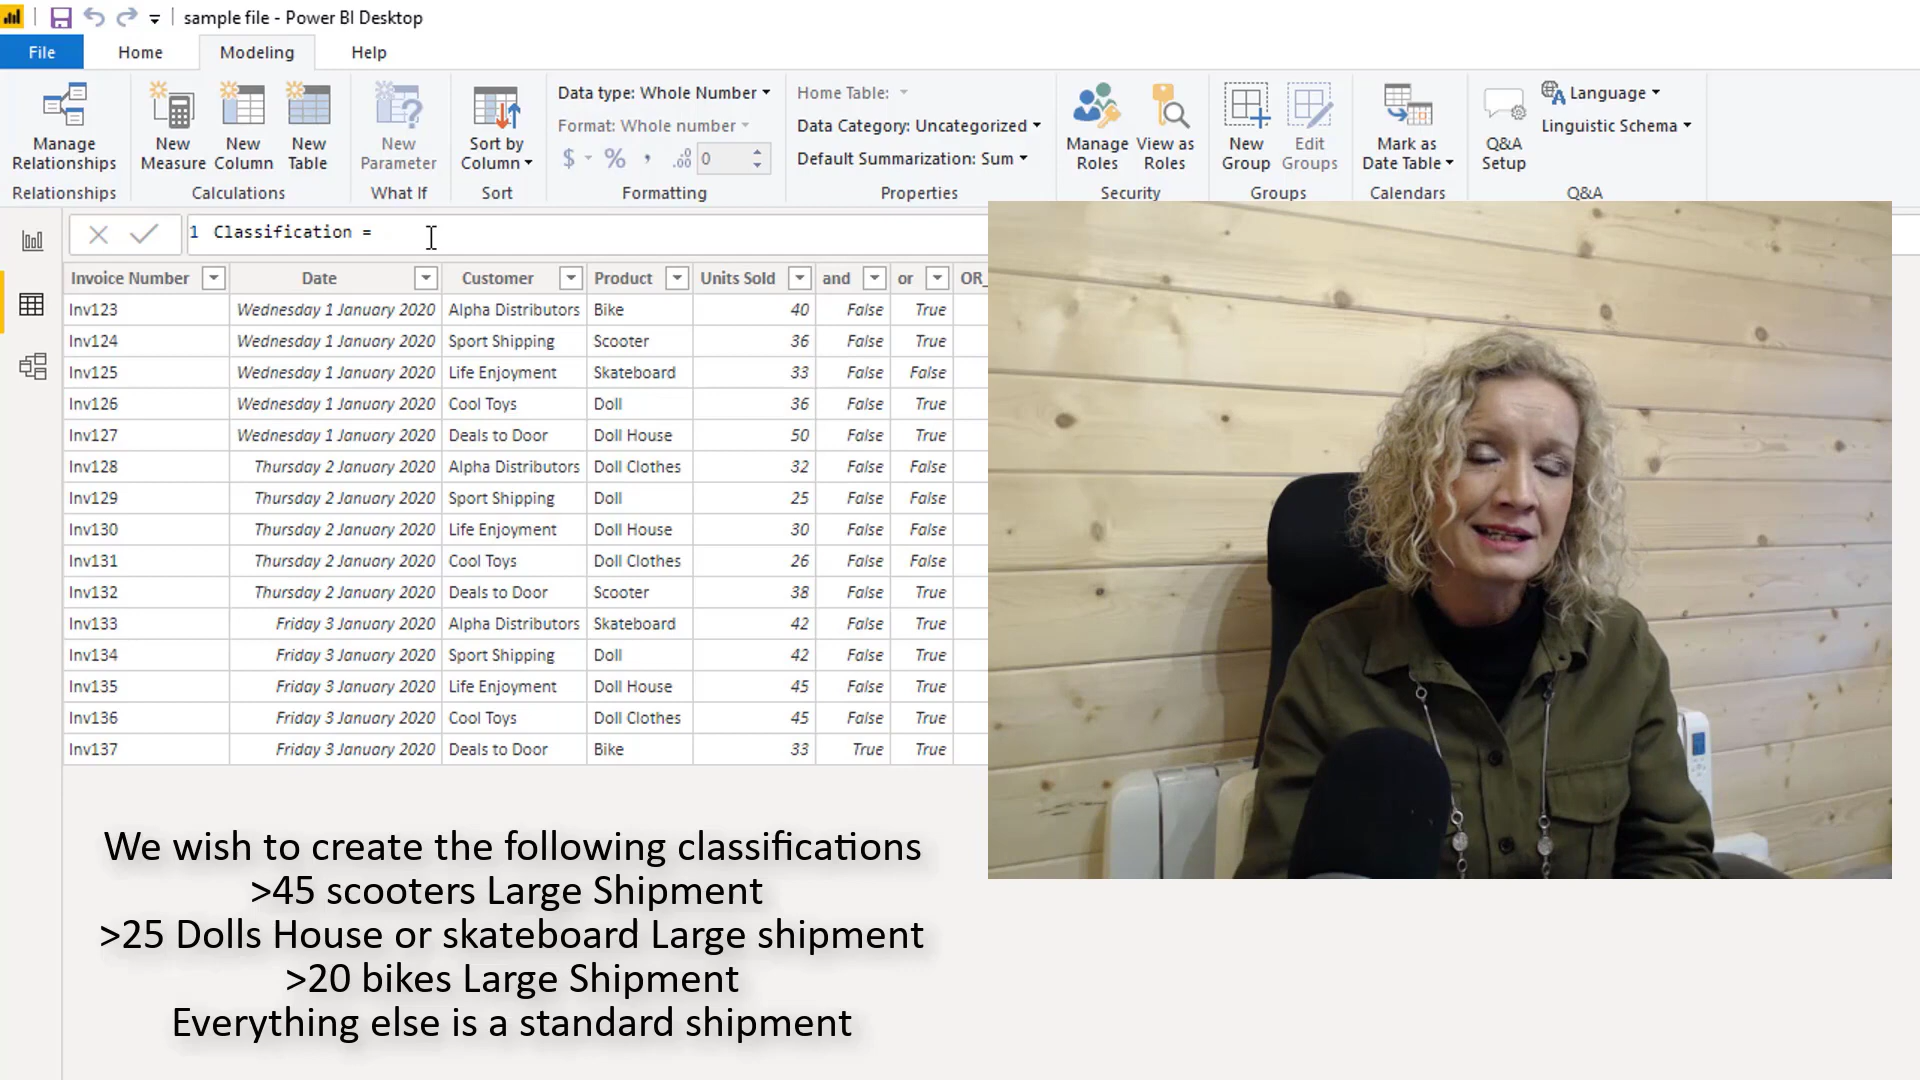 sample file - Power BI Desktop
File Home Modeling Help
Manage Relationships
New Measure
New Column
New Table
New Parameter
Sort by Column
Data type: Whole Number
Format: Whole number
$ % , .00 0
Home Table:
Data Category: Uncategorized
Default Summarization: Sum
Manage Roles
View as Roles
New Group
Edit Groups
Mark as Date Table
Q&A Setup
Language
Linguistic Schema
Relationships Calculations What If Sort Formatting Properties Security Groups Calendars Q&A
1 Classification =
Invoice Number Date Customer Product Units Sold and or OR_
Inv123 Wednesday 1 January 2020 Alpha Distributors Bike 40 False True
Inv124 Wednesday 1 January 2020 Sport Shipping Scooter 36 False True
Inv125 Wednesday 1 January 2020 Life Enjoyment Skateboard 33 False False
Inv126 Wednesday 1 January 2020 Cool Toys Doll 36 False True
Inv127 Wednesday 1 January 2020 Deals to Door Doll House 50 False True
Inv128 Thursday 2 January 2020 Alpha Distributors Doll Clothes 32 False False
Inv129 Thursday 2 January 2020 Sport Shipping Doll 25 False False
Inv130 Thursday 2 January 2020 Life Enjoyment Doll House 30 False False
Inv131 Thursday 2 January 2020 Cool Toys Doll Clothes 26 False False
Inv132 Thursday 2 January 2020 Deals to Door Scooter 38 False True
Inv133 Friday 3 January 2020 Alpha Distributors Skateboard 42 False True
Inv134 Friday 3 January 2020 Sport Shipping Doll 42 False True
Inv135 Friday 3 January 2020 Life Enjoyment Doll House 45 False True
Inv136 Friday 3 January 2020 Cool Toys Doll Clothes 45 False True
Inv137 Friday 3 January 2020 Deals to Door Bike 33 True True
We wish to create the following classifications
>45 scooters Large Shipment
>25 Dolls House or skateboard Large shipment
>20 bikes Large Shipment
Everything else is a standard shipment